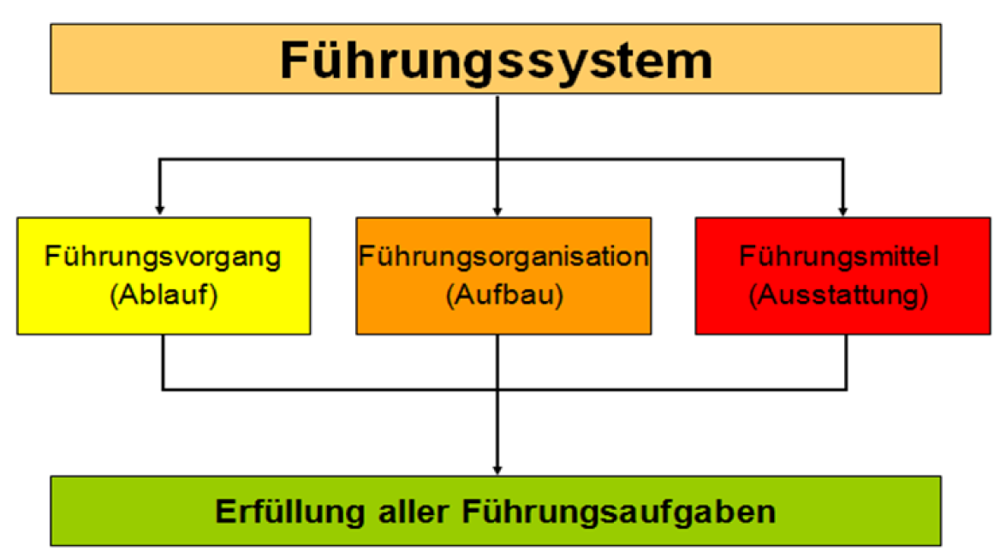 Führungssystem
Führungsvorgang
(Ablauf)
Führungsorganisation
(Aufbau)
Führungsmittel
(Ausstattung)
Erfüllung aller Führungsaufgaben